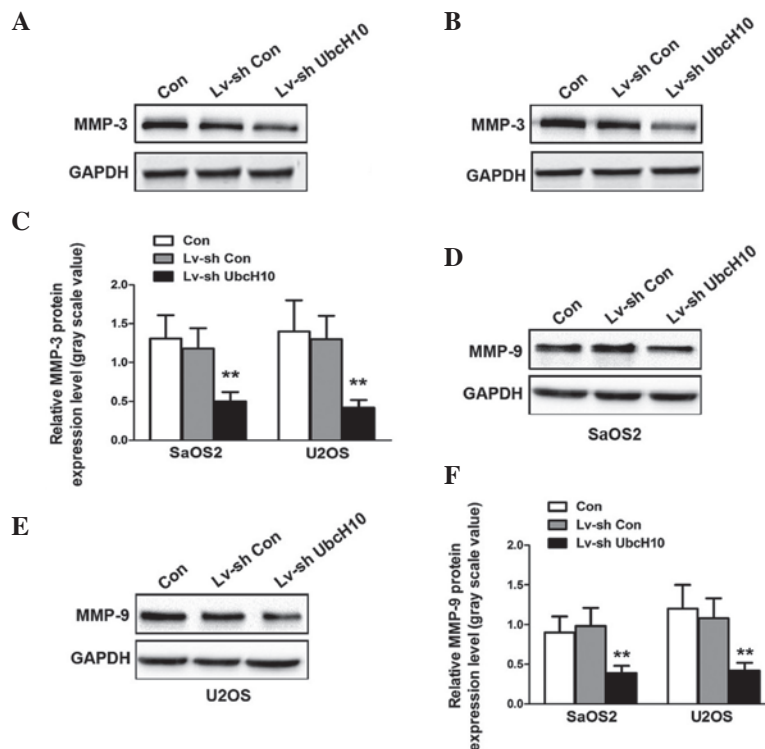 A
Con Lv-sh Con Lv-sh UbcH10
MMP-3
GAPDH
B
Con Lv-sh Con Lv-sh UbcH10
MMP-3
GAPDH
C
Con
Lv-sh Con
Lv-sh UbcH10
Relative MMP-3 protein
expression level (gray scale value)
2.0
1.5
1.0
0.5
0.0
**
**
SaOS2 U2OS
D
Con Lv-sh Con Lv-sh UbcH10
MMP-9
GAPDH
SaOS2
E
Con Lv-sh Con Lv-sh UbcH10
MMP-9
GAPDH
U2OS
F
Con
Lv-sh Con
Lv-sh UbcH10
Relative MMP-9 protein
expression level (gray scale value)
2.0
1.5
1.0
0.5
0.0
**
**
SaOS2 U2OS